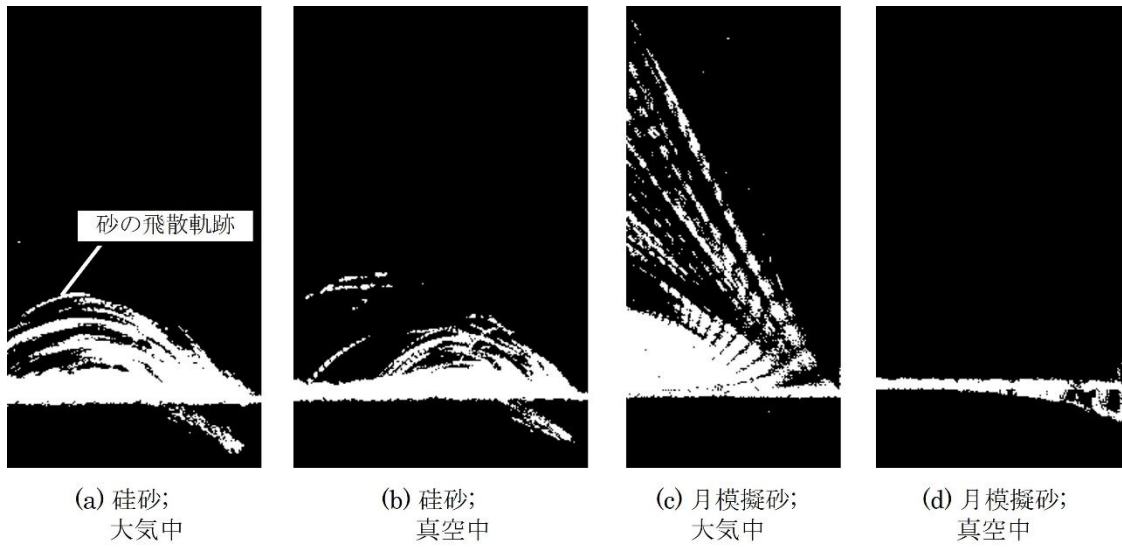 砂の飛散軌跡
(a) 硅砂;
大気中
(b) 硅砂;
真空中
(c) 月模擬砂;
大気中
(d) 月模擬砂;
真空中